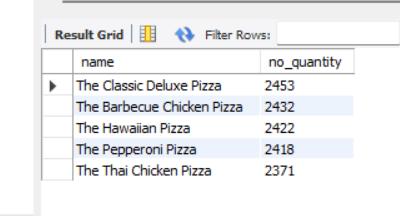 Result Grid Filter Rows:
name no_quantity
The Classic Deluxe Pizza 2453
The Barbecue Chicken Pizza 2432
The Hawaiian Pizza 2422
The Pepperoni Pizza 2418
The Thai Chicken Pizza 2371